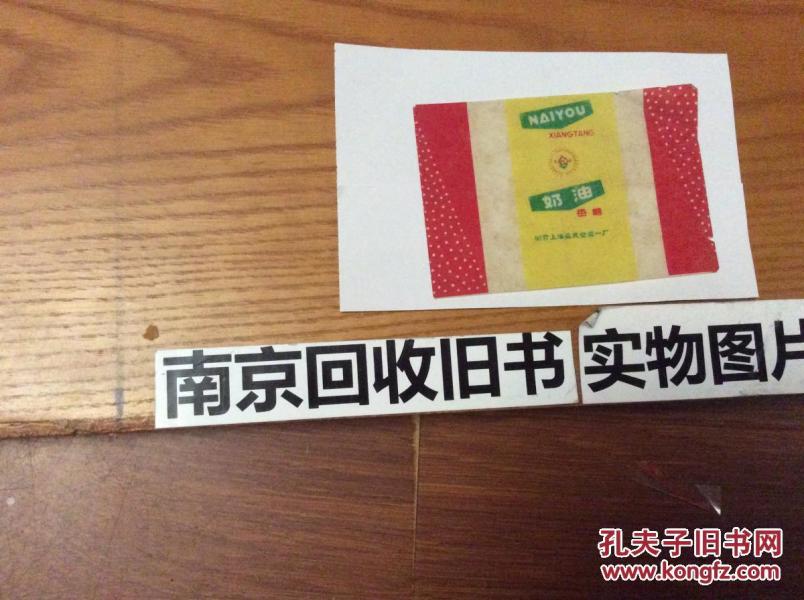 NAIYOU
XIANGTANG
奶油
香糖
南京回收旧书
实物图片
孔夫子旧书网
www.kongfz.com